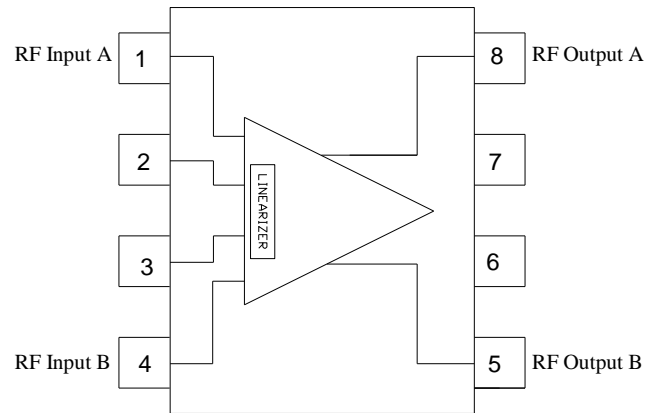 RF Input A 1 8 RF Output A
2 7
LINEARIZER
3 6
RF Input B 4 5 RF Output B